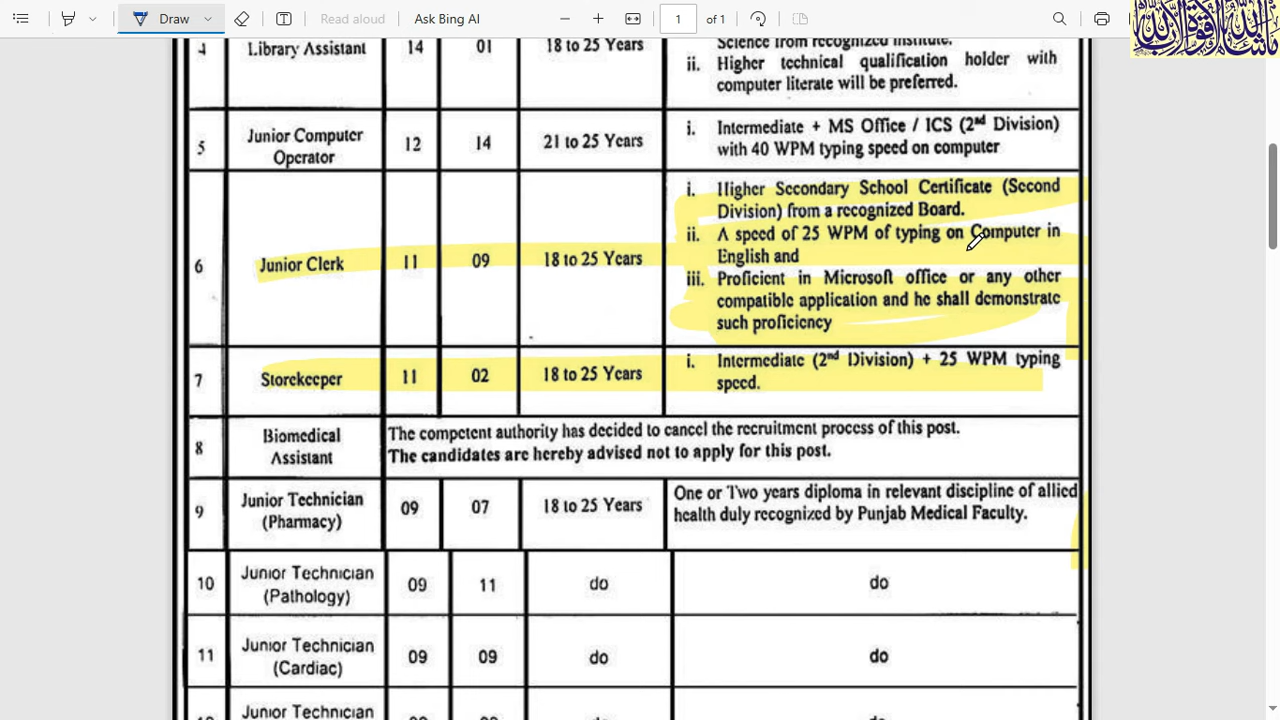 Draw
Read aloud
Ask Bing AI
1 of 1
4 Library Assistant 14 01 18 to 25 Years
Science from recognized institute.
ii. Higher technical qualification holder with
computer literate will be preferred.
5 Junior Computer
Operator
12 14 21 to 25 Years
i. Intermediate + MS Office / ICS (2nd Division)
with 40 WPM typing speed on computer
6 Junior Clerk 11 09 18 to 25 Years
i. Higher Secondary School Certificate (Second
Division) from a recognized Board.
ii. A speed of 25 WPM of typing on Computer in
English and
iii. Proficient in Microsoft office or any other
compatible application and he shall demonstrate
such proficiency
7 Storekeeper 11 02 18 to 25 Years
i. Intermediate (2nd Division) + 25 WPM typing
speed.
8 Biomedical
Assistant
The competent authority has decided to cancel the recruitment process of this post.
The candidates are hereby advised not to apply for this post.
9 Junior Technician
(Pharmacy)
09 07 18 to 25 Years
One or Two years diploma in relevant discipline of allied
health duly recognized by Punjab Medical Faculty.
10 Junior Technician
(Pathology)
09 11 do do
11 Junior Technician
(Cardiac)
09 09 do do
Junior Technician